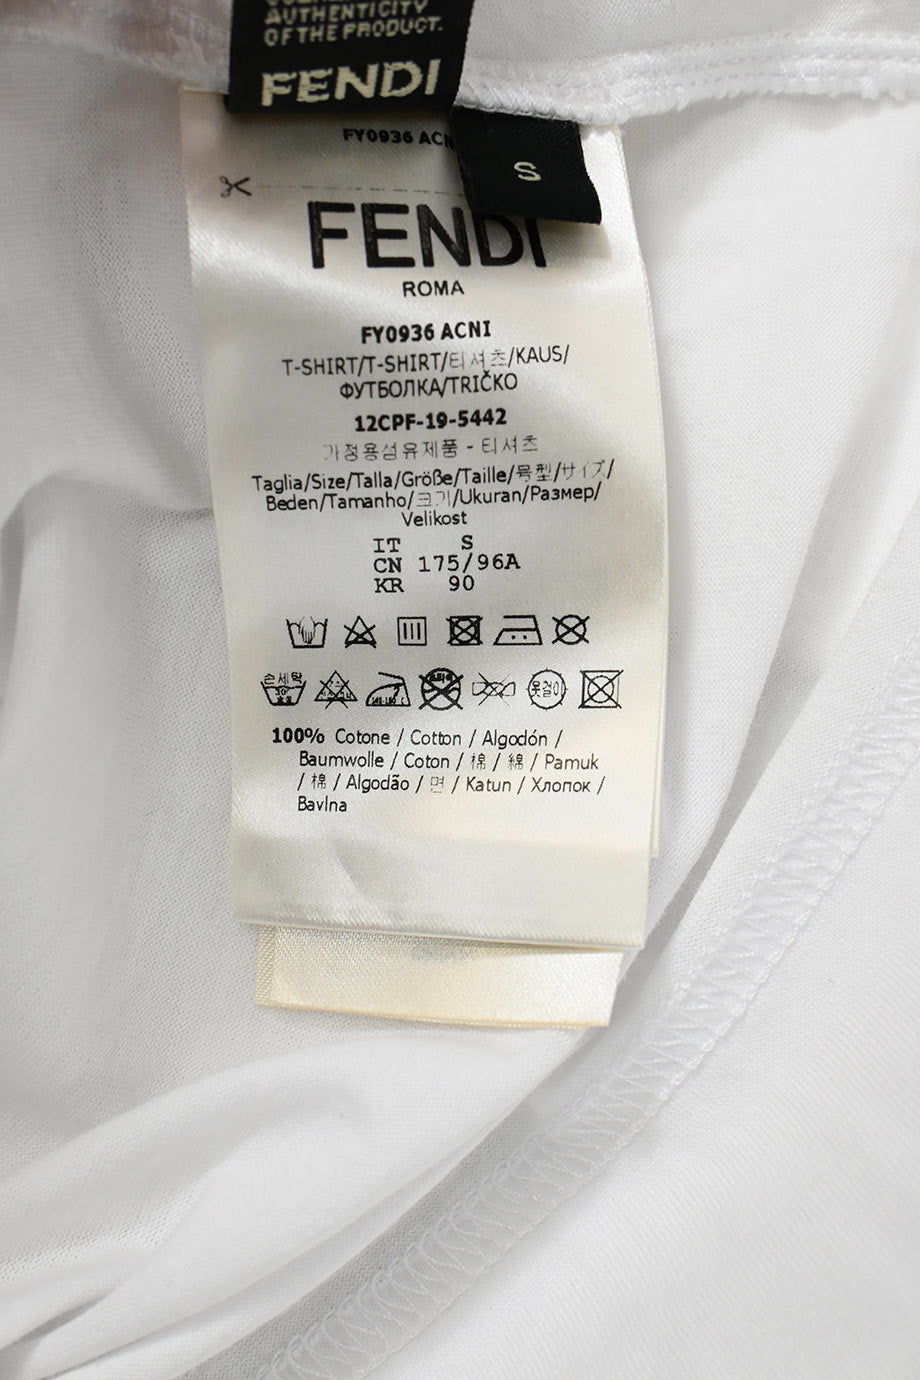 AUTHENTICITY
OF THE PRODUCT.
FENDI
FY0936 ACN
S
FENDI
ROMA
FY0936 ACNI
T-SHIRT/T-SHIRT/티셔츠/KAUS/
ФУТБОЛКА/TRIČKO
12CPF-19-5442
가정용섬유제품 - 티셔츠
Taglia/Size/Talla/Größe/Taille/号型/サイズ/
Beden/Tamanho/크기/Ukuran/Размер/
Velikost
IT S
CN 175/96A
KR 90
손세탁
30
옷걸이
100% Cotone / Cotton / Algodón /
Baumwolle / Coton / 棉 / 綿 / Pamuk
/ 棉 / Algodão / 면 / Katun / Хлопок /
Bavlna